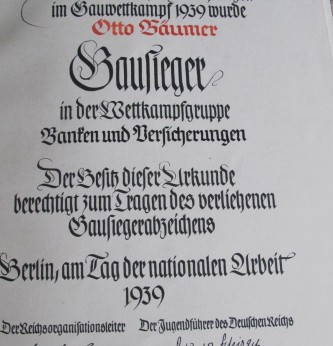 im Gauwettkampf 1939 wurde
Otto Bäumer
Gausieger
in der Wettkampfgruppe
Banken und Versicherungen
Der Besitz dieser Urkunde
berechtigt zum Tragen des verliehenen
Gausiegerabzeichens
Berlin, am Tag der nationalen Arbeit
1939
Der Reichsorganisationsleiter Der Jugendführer des Deutschen Reichs